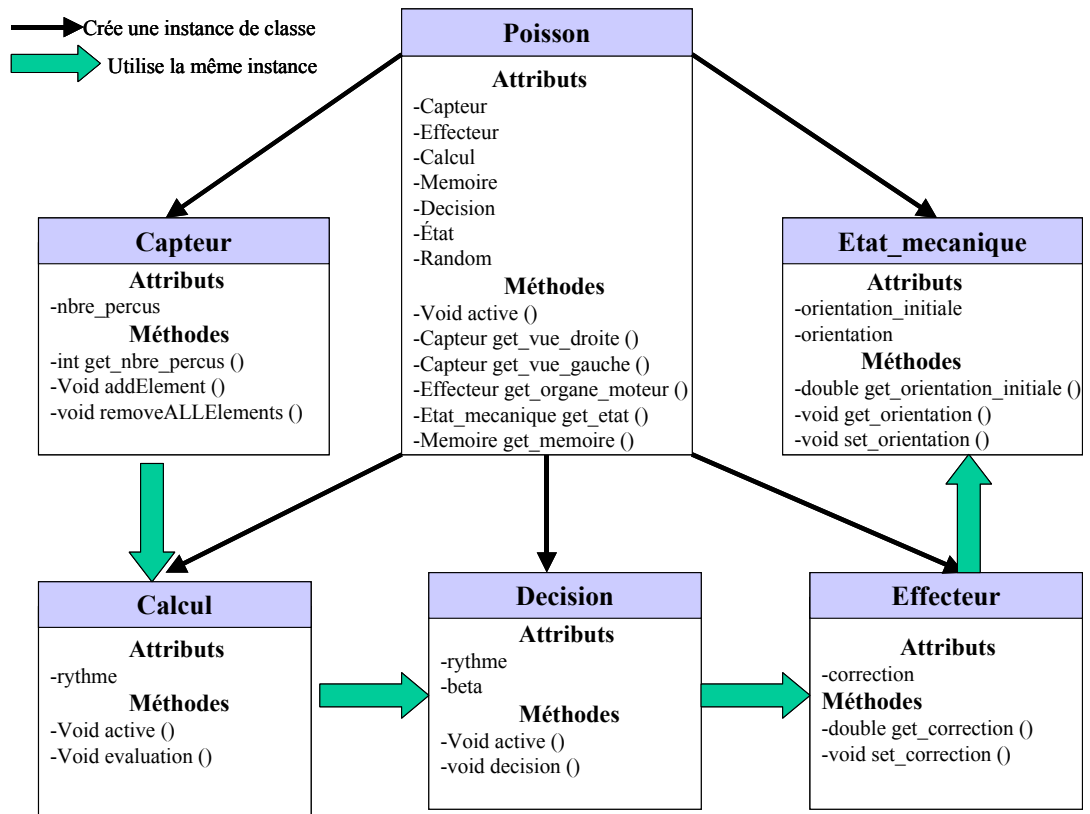 Crée une instance de classe
Utilise la même instance
Poisson
Attributs
-Capteur
-Effecteur
-Calcul
-Memoire
-Decision
-État
-Random
Méthodes
-Void active ()
-Capteur get_vue_droite ()
-Capteur get_vue_gauche ()
-Effecteur get_organe_moteur ()
-Etat_mecanique get_etat ()
-Memoire get_memoire ()
Capteur
Attributs
-nbre_percus
Méthodes
-int get_nbre_percus ()
-Void addElement ()
-void removeALLElements ()
Etat_mecanique
Attributs
-orientation_initiale
-orientation
Méthodes
-double get_orientation_initiale ()
-void get_orientation ()
-void set_orientation ()
Calcul
Attributs
-rythme
Méthodes
-Void active ()
-Void evaluation ()
Decision
Attributs
-rythme
-beta
Méthodes
-Void active ()
-void decision ()
Effecteur
Attributs
-correction
Méthodes
-double get_correction ()
-void set_correction ()